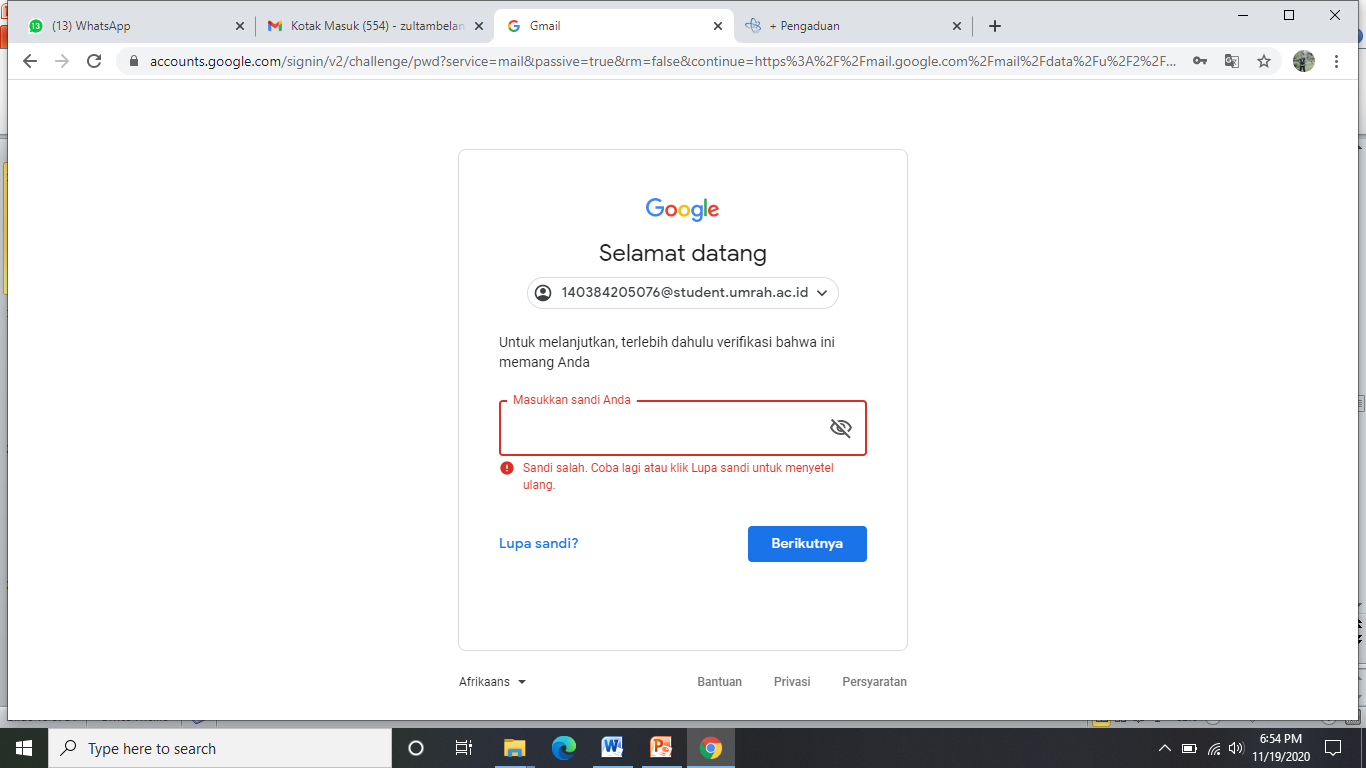 13 (13) WhatsApp
Kotak Masuk (554) - zultambelan
Gmail
+ Pengaduan
accounts.google.com/signin/v2/challenge/pwd?service=mail&passive=true&rm=false&continue=https%3A%2F%2Fmail.google.com%2Fmail%2Fdata%2Fu%2F2%2F...
Google
Selamat datang
140384205076@student.umrah.ac.id
Untuk melanjutkan, terlebih dahulu verifikasi bahwa ini
memang Anda
Masukkan sandi Anda
Sandi salah. Coba lagi atau klik Lupa sandi untuk menyetel
ulang.
Lupa sandi?
Berikutnya
Afrikaans
Bantuan
Privasi
Persyaratan
Type here to search
6:54 PM
11/19/2020